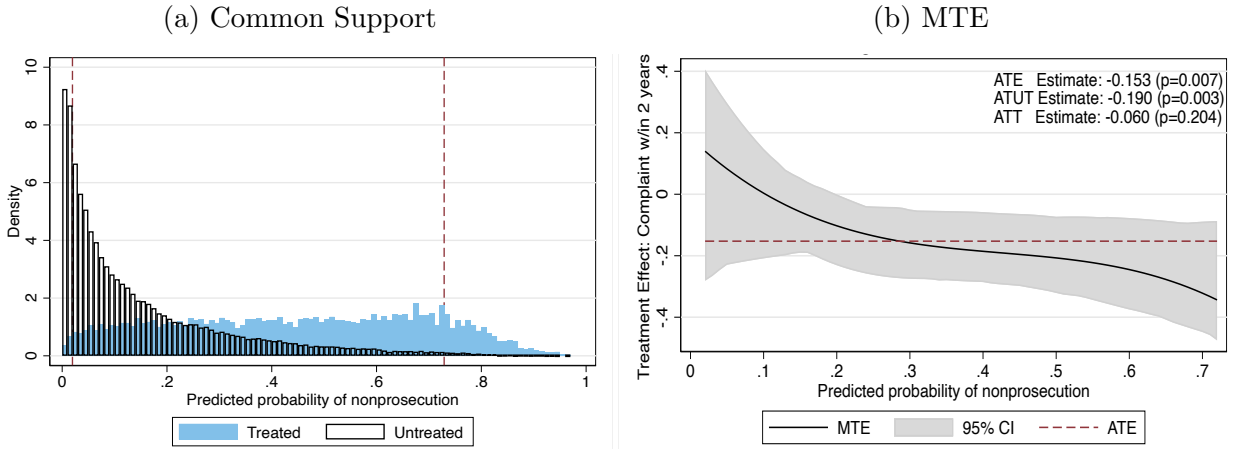 (a) Common Support
10
8
6
4
2
0
Density
0
.2
.4
.6
.8
1
Predicted probability of nonprosecution
Treated
Untreated
(b) MTE
.4
.2
0
-.2
-.4
Treatment Effect: Complaint w/in 2 years
ATE Estimate: -0.153 (p=0.007)
ATUT Estimate: -0.190 (p=0.003)
ATT Estimate: -0.060 (p=0.204)
0
.1
.2
.3
.4
.5
.6
.7
Predicted probability of nonprosecution
MTE
95% CI
ATE